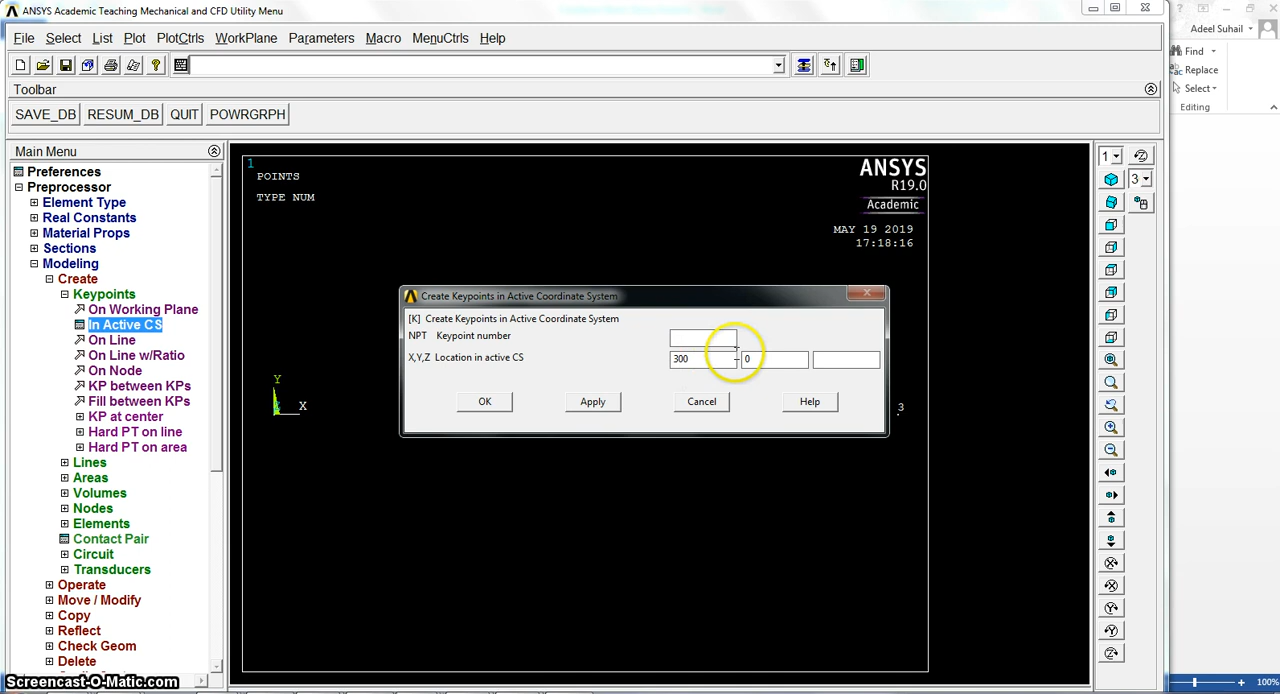 ANSYS Academic Teaching Mechanical and CFD Utility Menu
Adeel Suhail
File Select List Plot PlotCtrls WorkPlane Parameters Macro MenuCtrls Help
Find
Replace
Select
Editing
Toolbar
SAVE_DB RESUM_DB QUIT POWRGRPH
Main Menu
Preferences
Preprocessor
Element Type
Real Constants
Material Props
Sections
Modeling
Create
Keypoints
On Working Plane
In Active CS
On Line
On Line w/Ratio
On Node
KP between KPs
Fill between KPs
KP at center
Hard PT on line
Hard PT on area
Lines
Areas
Volumes
Nodes
Elements
Contact Pair
Circuit
Transducers
Operate
Move / Modify
Copy
Reflect
Check Geom
Delete
1
POINTS
TYPE NUM
ANSYS
R19.0
Academic
MAY 19 2019
17:18:16
Y
X
3
Create Keypoints in Active Coordinate System
[K] Create Keypoints in Active Coordinate System
NPT Keypoint number
X,Y,Z Location in active CS 300 0
OK Apply Cancel Help
1
3
Screencast-O-Matic.com
100%